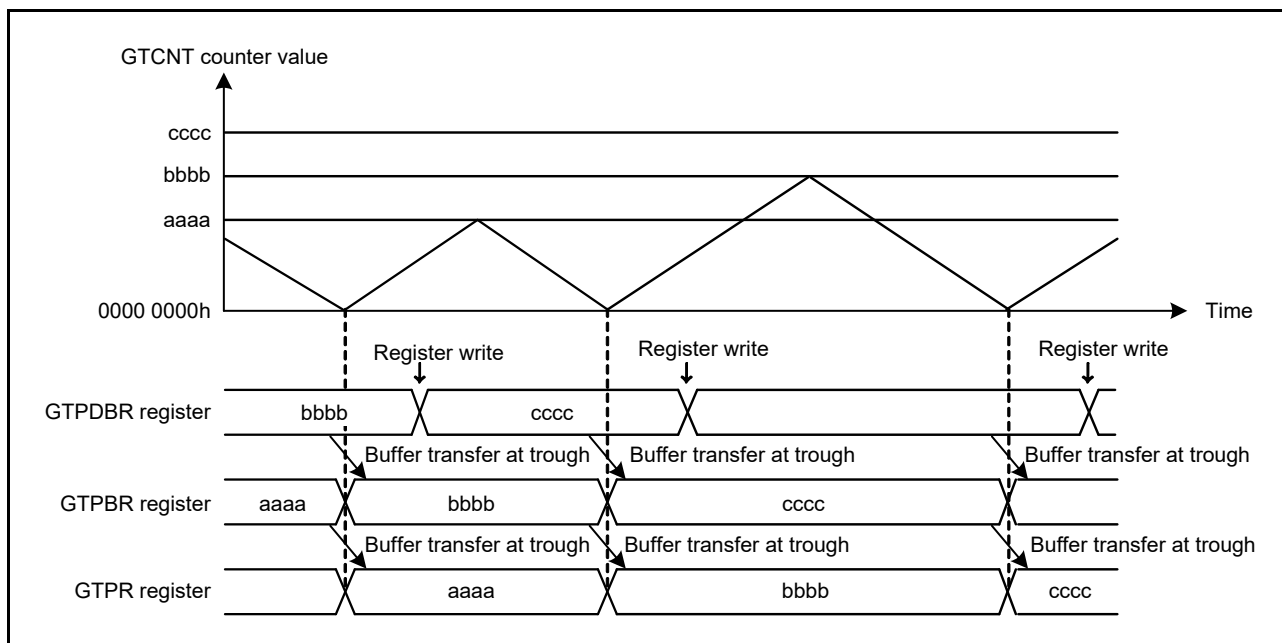 GTCNT counter value
cccc
bbbb
aaaa
0000 0000h
Time
Register write
Register write
Register write
GTPDBR register
bbbb
cccc
Buffer transfer at trough
Buffer transfer at trough
Buffer transfer at trough
GTPBR register
aaaa
bbbb
cccc
Buffer transfer at trough
Buffer transfer at trough
Buffer transfer at trough
GTPR register
aaaa
bbbb
cccc